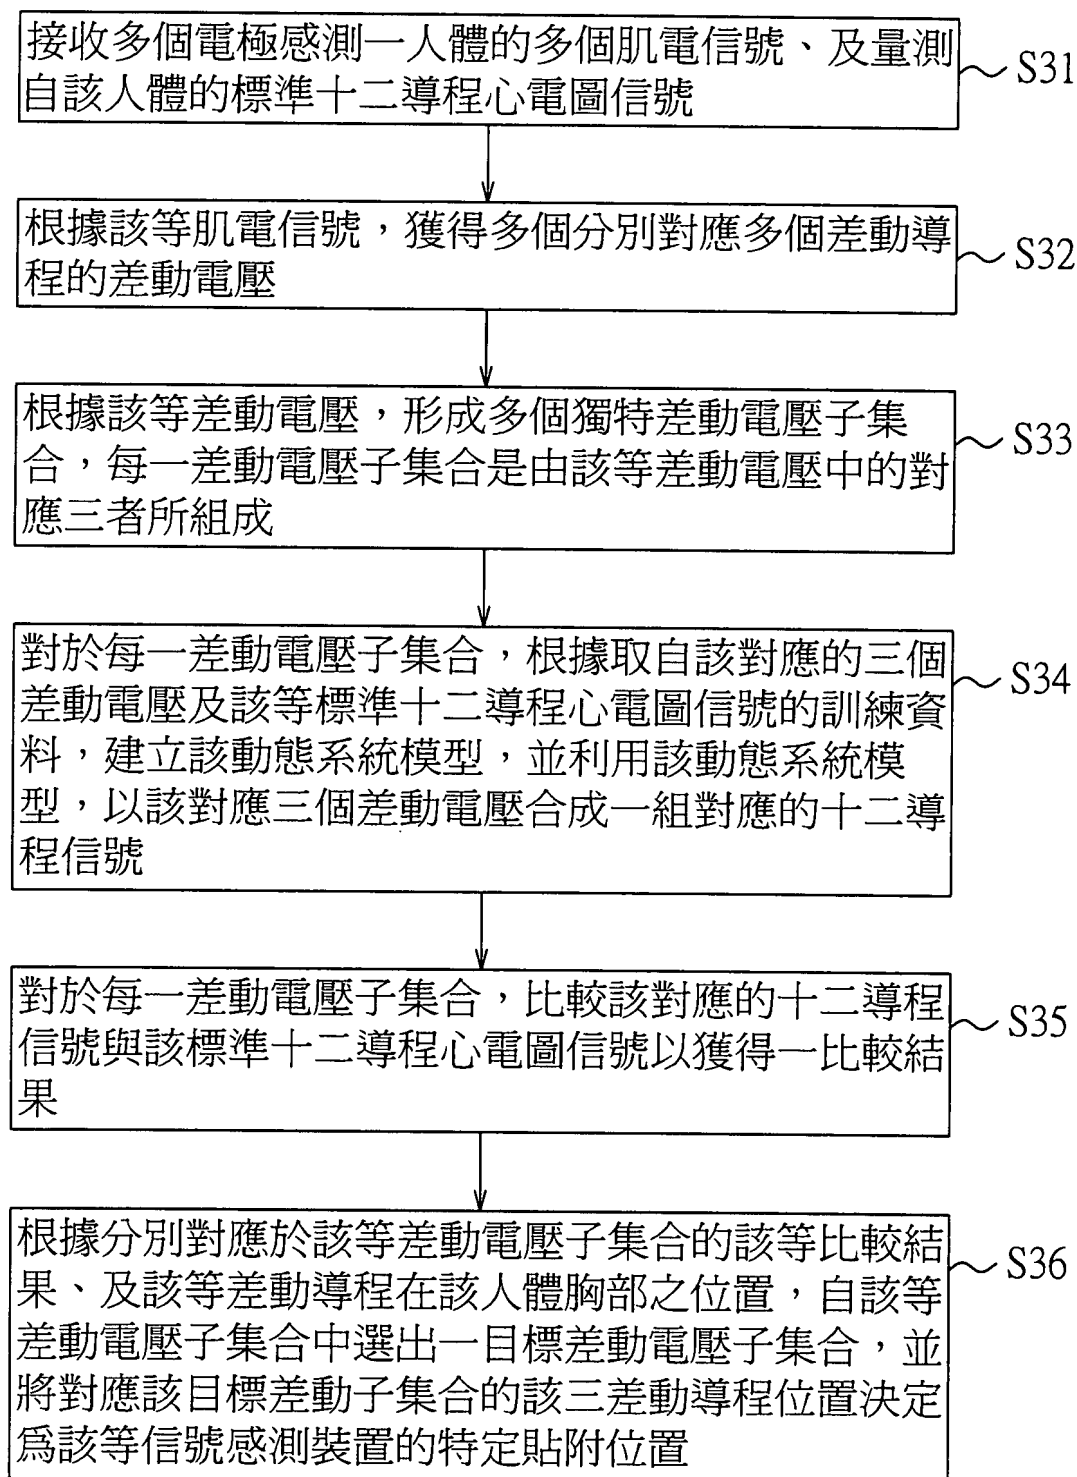 接收多個電極感測一人體的多個肌電信號、及量測
自該人體的標準十二導程心電圖信號
S31
根據該等肌電信號，獲得多個分別對應多個差動導
程的差動電壓
S32
根據該等差動電壓，形成多個獨特差動電壓子集
合，每一差動電壓子集合是由該等差動電壓中的對
應三者所組成
S33
對於每一差動電壓子集合，根據取自該對應的三個
差動電壓及該等標準十二導程心電圖信號的訓練資
料，建立該動態系統模型，並利用該動態系統模
型，以該對應三個差動電壓合成一組對應的十二導
程信號
S34
對於每一差動電壓子集合，比較該對應的十二導程
信號與該標準十二導程心電圖信號以獲得一比較結
果
S35
根據分別對應於該等差動電壓子集合的該等比較結
果、及該等差動導程在該人體胸部之位置，自該等
差動電壓子集合中選出一目標差動電壓子集合，並
將對應該目標差動子集合的該三差動導程位置決定
爲該等信號感測裝置的特定貼附位置
S36